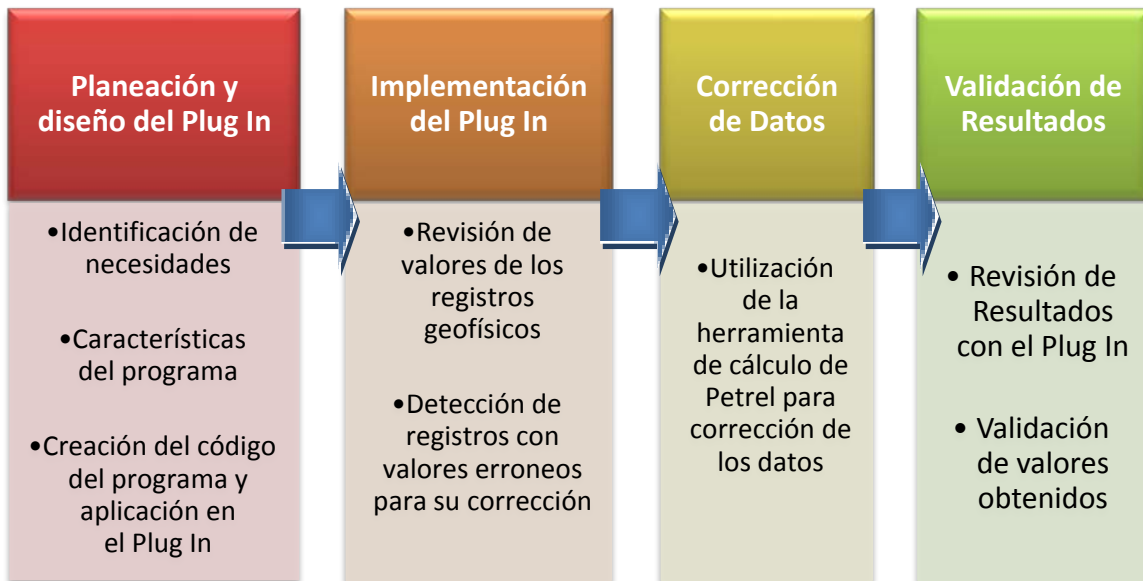 Planeación y
diseño del Plug In
•Identificación de
necesidades
•Características
del programa
•Creación del código
del programa y
aplicación en
el Plug In
Implementación
del Plug In
•Revisión de
valores de los
registros
geofísicos
•Detección de
registros con
valores erroneos
para su corrección
Corrección
de Datos
•Utilización
de la
herramienta
de cálculo de
Petrel para
corrección de
los datos
Validación de
Resultados
• Revisión de
Resultados
con el Plug In
• Validación
de valores
obtenidos